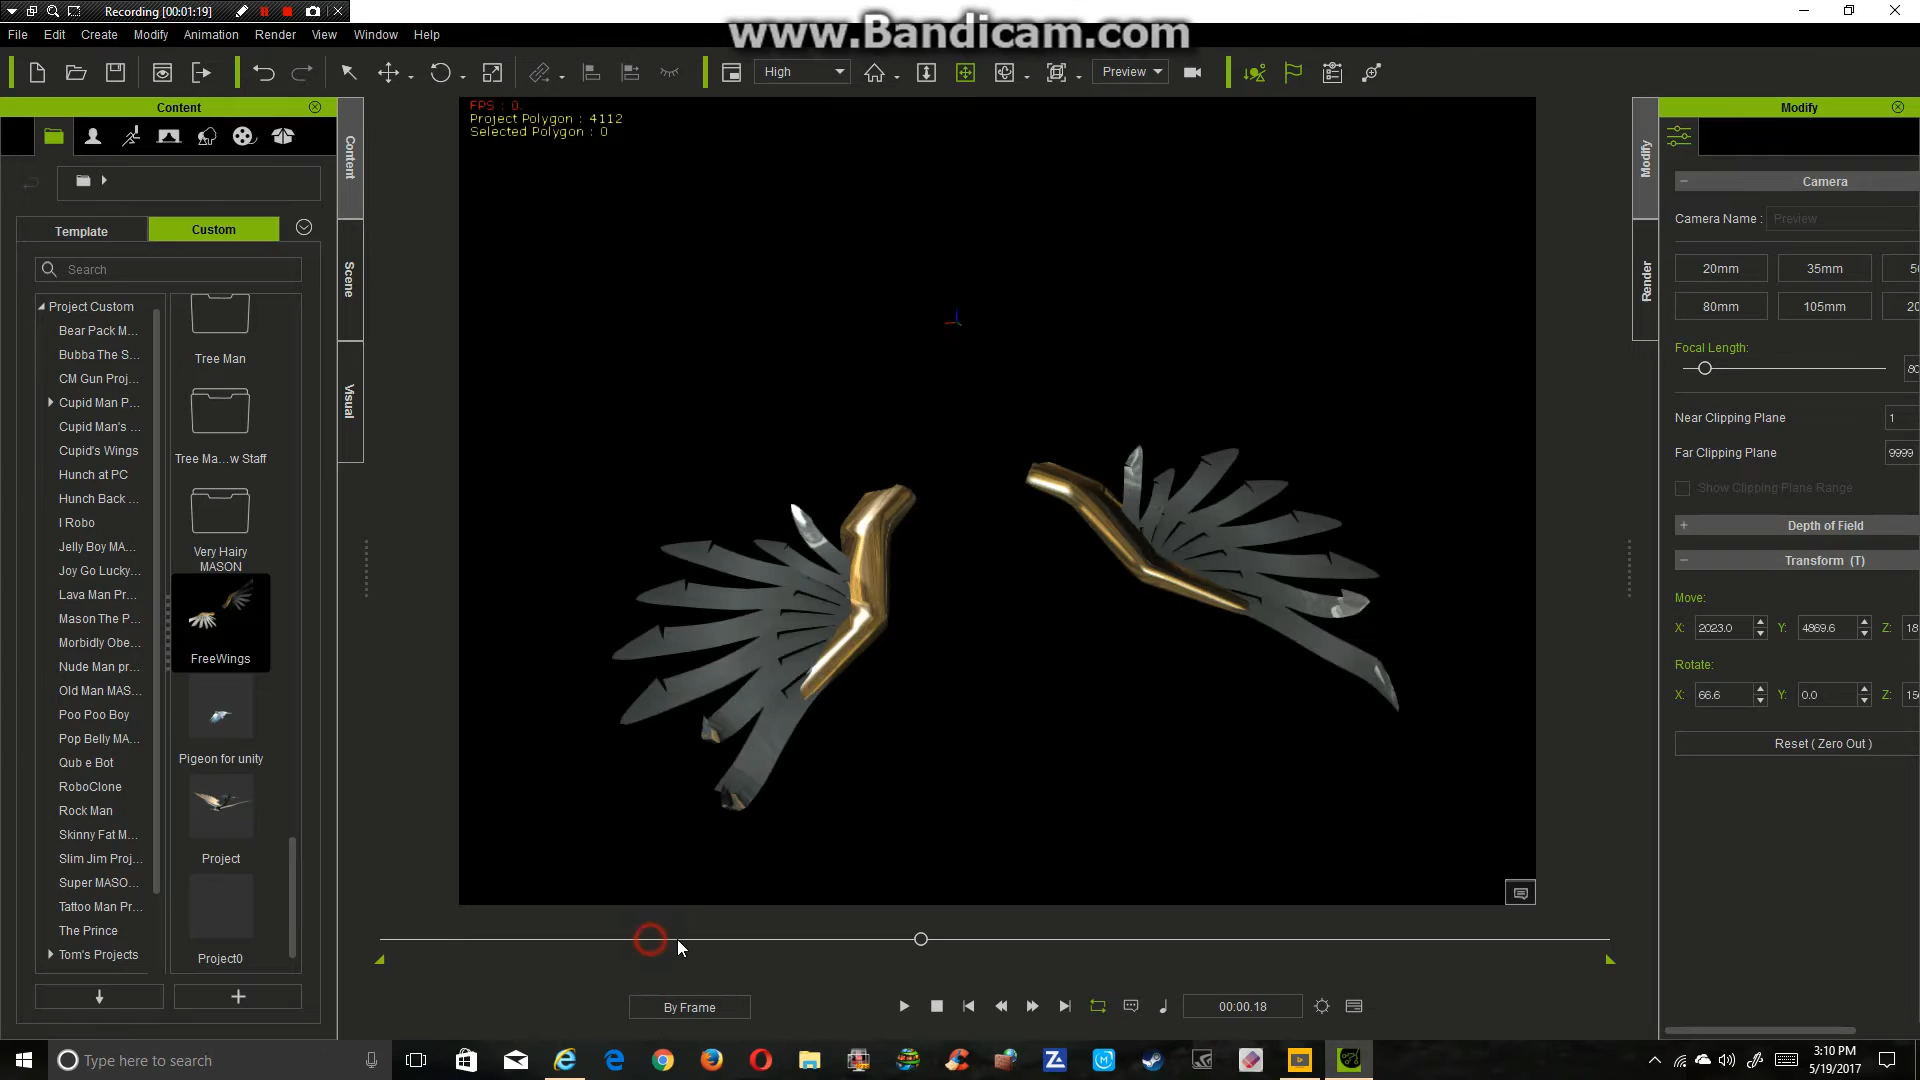 Recording [00:01:19]
www.Bandicam.com
File Edit Create Modify Animation Render View Window Help
High
Preview
Content
Modify
FPS : 0.
Project Polygon : 4112
Selected Polygon : 0
Content
Scene
Visual
Modify
Render
Template Custom
Search
Project Custom
Bear Pack M...
Bubba The S...
CM Gun Proj...
Cupid Man P...
Cupid Man's ...
Cupid's Wings
Hunch at PC
Hunch Back ...
I Robo
Jelly Boy MA...
Joy Go Lucky...
Lava Man Pr...
Mason The P...
Morbidly Obe...
Nude Man pr...
Old Man MAS...
Poo Poo Boy
Pop Belly MA...
Qub e Bot
RoboClone
Rock Man
Skinny Fat M...
Slim Jim Proj...
Super MASO...
Tattoo Man Pr...
The Prince
Tom's Projects
Tree Man
Tree Ma...w Staff
Very Hairy
MASON
FreeWings
Pigeon for unity
Project
Project0
Camera
Camera Name : Preview
20mm 35mm 5
80mm 105mm 20
Focal Length:
80
Near Clipping Plane 1
Far Clipping Plane 9999
Show Clipping Plane Range
Depth of Field
Transform (T)
Move:
X: 2023.0 Y: 4869.6 Z: 18
Rotate:
X: 66.6 Y: 0.0 Z: 15
Reset ( Zero Out )
By Frame
00:00.18
Type here to search
3:10 PM
5/19/2017